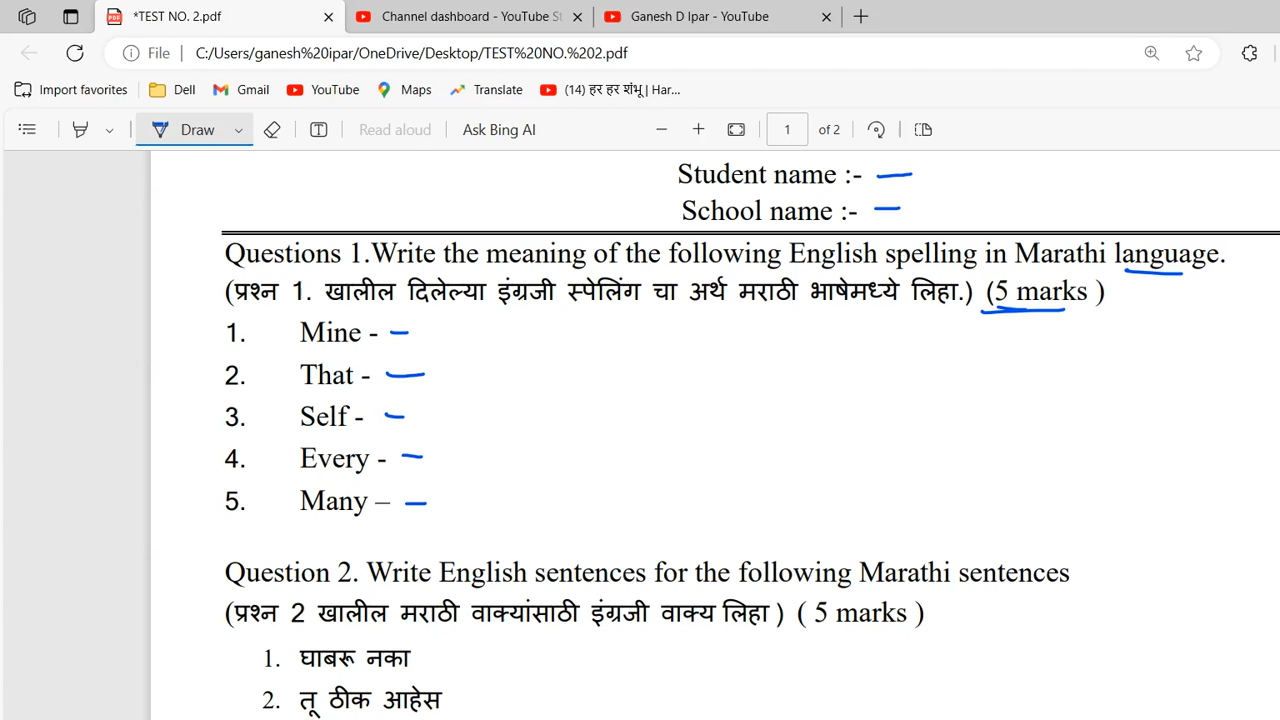 *TEST NO. 2.pdf
Channel dashboard - YouTube St
Ganesh D Ipar - YouTube
File C:/Users/ganesh%20ipar/OneDrive/Desktop/TEST%20NO.%202.pdf
Import favorites Dell Gmail YouTube Maps Translate (14) हर हर शंभू | Har...
Draw Read aloud Ask Bing AI 1 of 2
Student name :-
School name :-
Questions 1.Write the meaning of the following English spelling in Marathi language.
(प्रश्न 1. खालील दिलेल्या इंग्रजी स्पेलिंग चा अर्थ मराठी भाषेमध्ये लिहा.) (5 marks )
1. Mine -
2. That -
3. Self -
4. Every -
5. Many –
Question 2. Write English sentences for the following Marathi sentences
(प्रश्न 2 खालील मराठी वाक्यांसाठी इंग्रजी वाक्य लिहा ) ( 5 marks )
1. घाबरू नका
2. तू ठीक आहेस